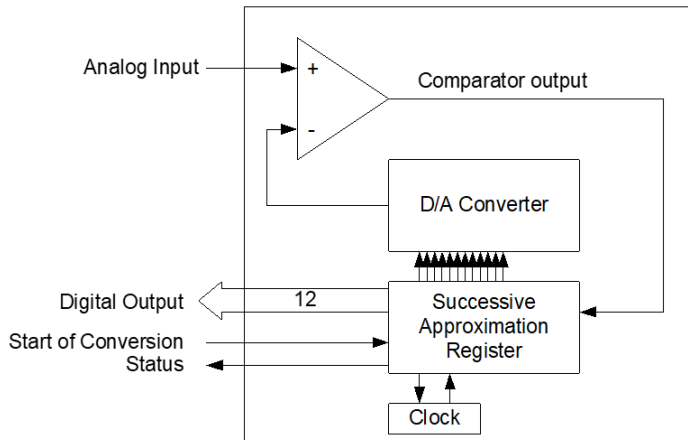 Analog Input
+
-
Comparator output
D/A Converter
Digital Output
12
Successive
Approximation
Register
Start of Conversion
Status
Clock